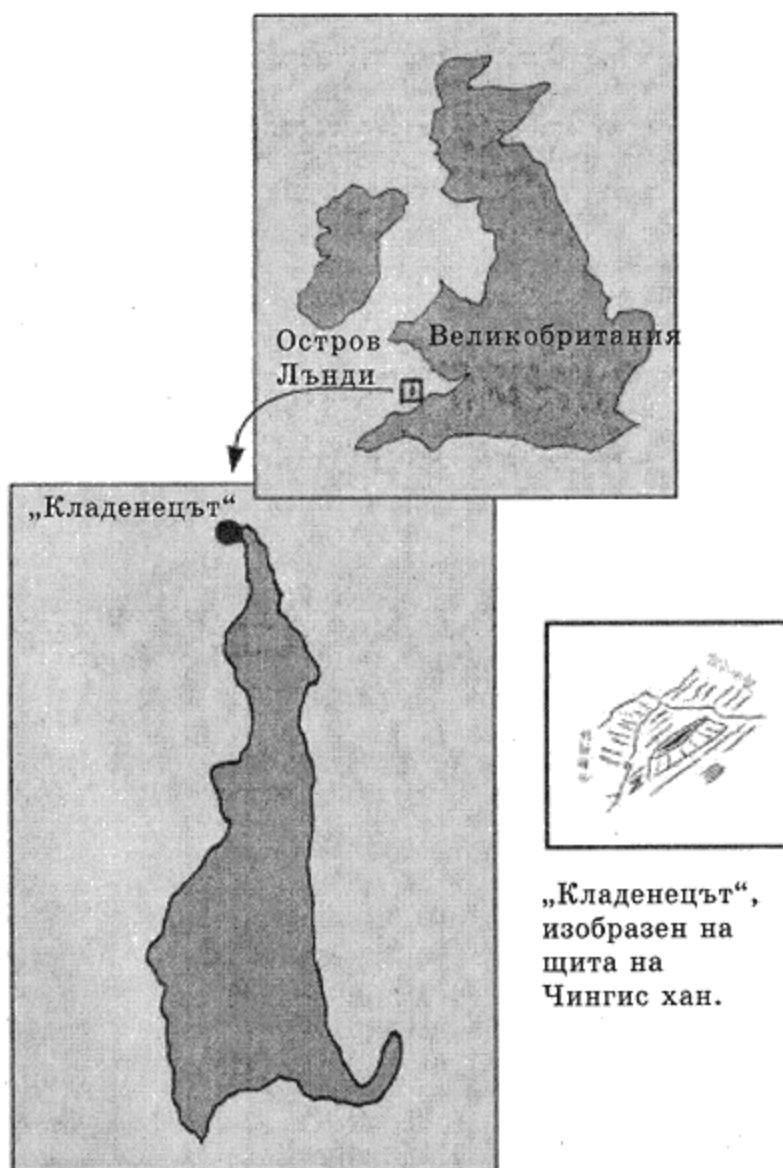 Остров
Лънди
Великобритания
„Кладенецът“
„Кладенецът“,
изобразен на
щита на
Чингис хан.